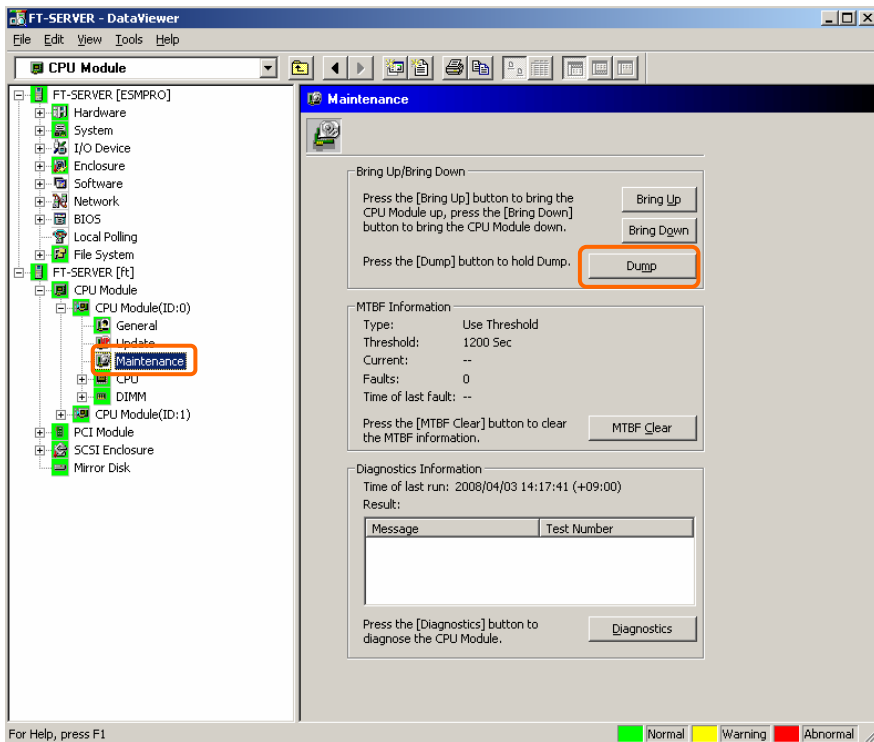 FT-SERVER - DataViewer
File Edit View Tools Help
CPU Module
FT-SERVER [ESMPRO]
Hardware
System
I/O Device
Enclosure
Software
Network
BIOS
Local Polling
File System
FT-SERVER [ft]
CPU Module
CPU Module(ID:0)
General
Update
Maintenance
CPU
DIMM
CPU Module(ID:1)
PCI Module
SCSI Enclosure
Mirror Disk
Maintenance
Bring Up/Bring Down
Press the [Bring Up] button to bring the
CPU Module up, press the [Bring Down]
button to bring the CPU Module down.
Bring Up
Bring Down
Press the [Dump] button to hold Dump.
Dump
MTBF Information
Type: Use Threshold
Threshold: 1200 Sec
Current: --
Faults: 0
Time of last fault: --
Press the [MTBF Clear] button to clear
the MTBF information.
MTBF Clear
Diagnostics Information
Time of last run: 2008/04/03 14:17:41 (+09:00)
Result:
Message Test Number
Press the [Diagnostics] button to
diagnose the CPU Module.
Diagnostics
For Help, press F1
Normal Warning Abnormal